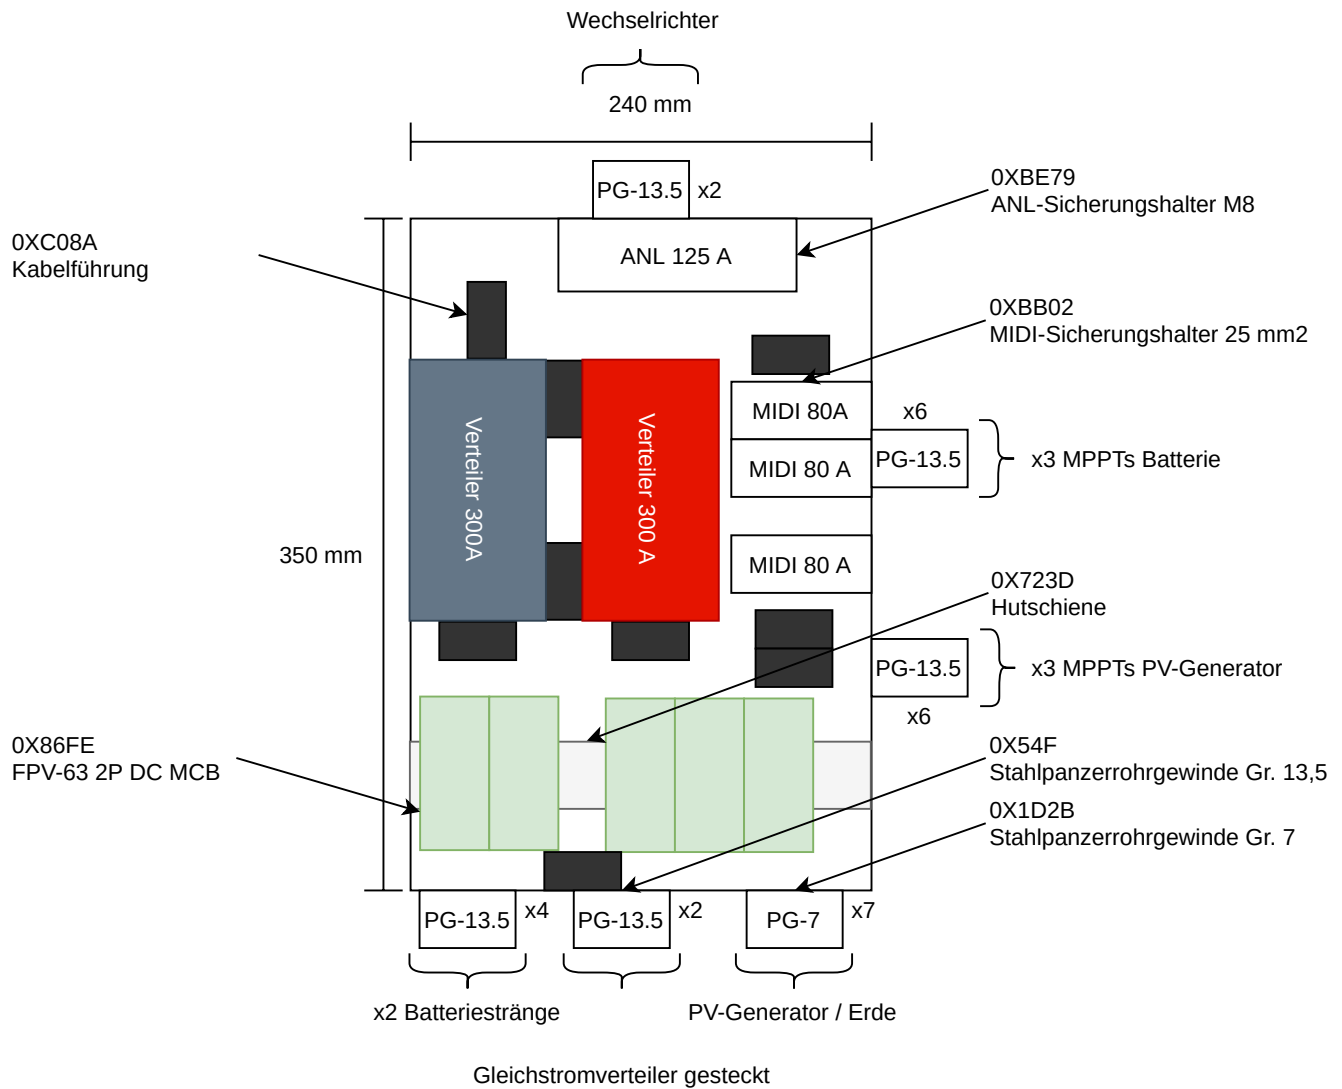 Wechselrichter
240 mm
PG-13.5
x2
0XBE79
ANL-Sicherungshalter M8
ANL 125 A
0XC08A
Kabelführung
0XBB02
MIDI-Sicherungshalter 25 mm2
MIDI 80A
x6
Verteiler 300A
Verteiler 300 A
MIDI 80 A
PG-13.5
x3 MPPTs Batterie
350 mm
MIDI 80 A
0X723D
Hutschiene
PG-13.5
x3 MPPTs PV-Generator
x6
0X86FE
FPV-63 2P DC MCB
0X54F
Stahlpanzerrohrgewinde Gr. 13,5
0X1D2B
Stahlpanzerrohrgewinde Gr. 7
PG-13.5
x4
PG-13.5
x2
PG-7
x7
x2 Batteriestränge
PV-Generator / Erde
Gleichstromverteiler gesteckt